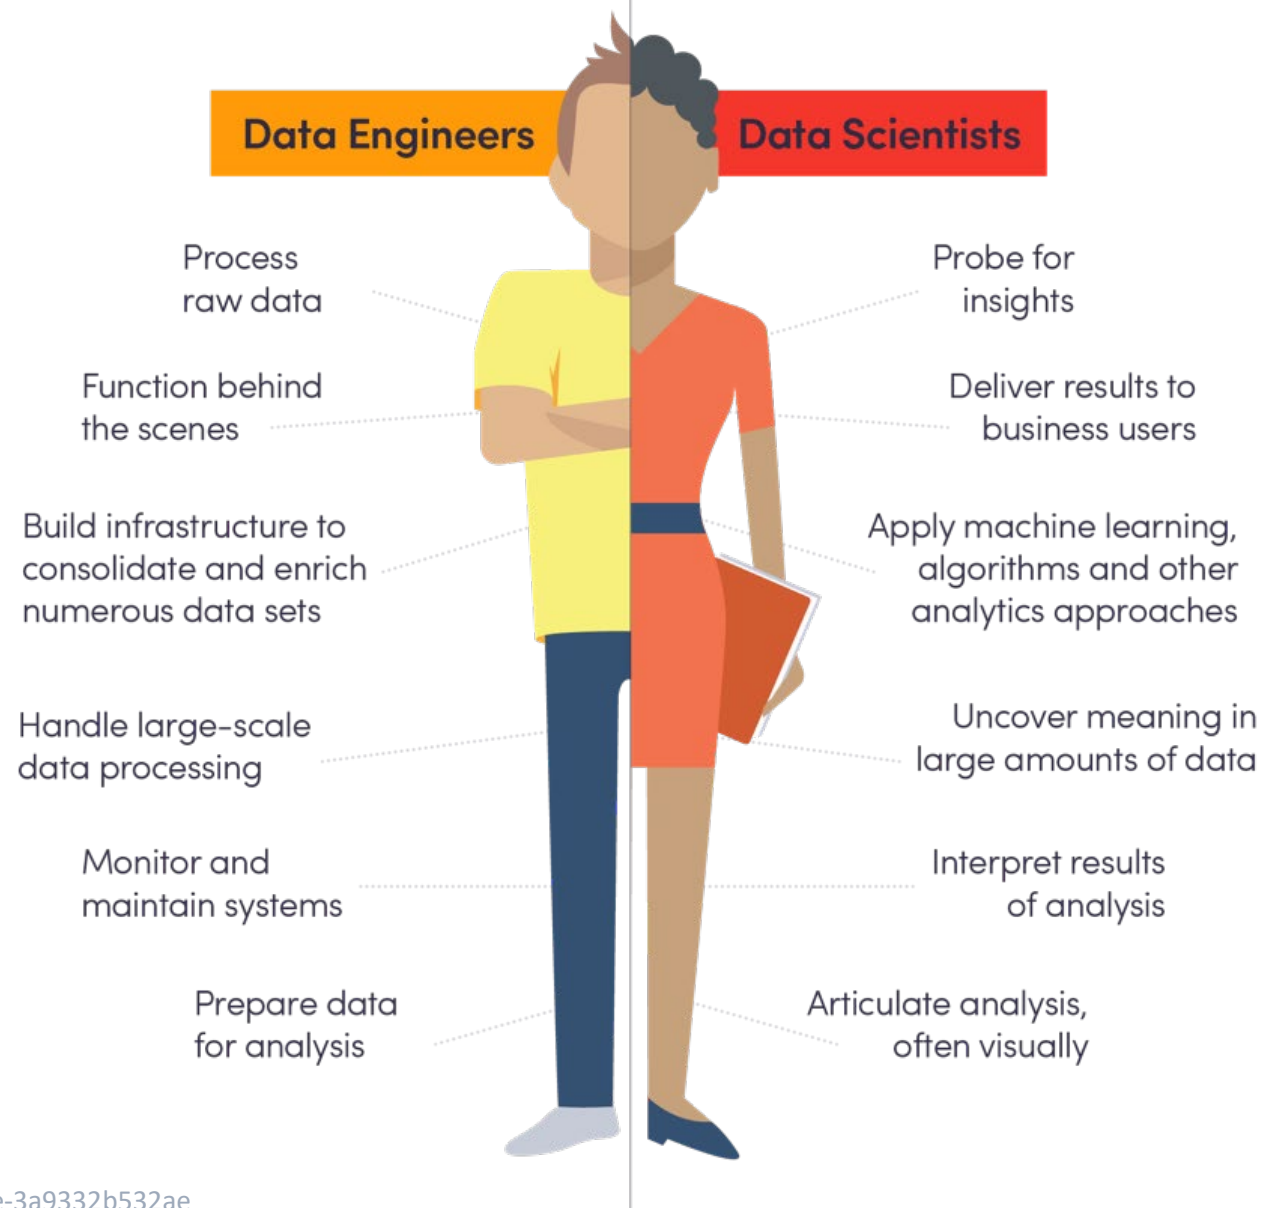 Data Engineers
Data Scientists
Process
raw data
Function behind
the scenes
Build infrastructure to
consolidate and enrich
numerous data sets
Handle large-scale
data processing
Monitor and
maintain systems
Prepare data
for analysis
Probe for
insights
Deliver results to
business users
Apply machine learning,
algorithms and other
analytics approaches
Uncover meaning in
large amounts of data
Interpret results
of analysis
Articulate analysis,
often visually
e-3a9332b532ae